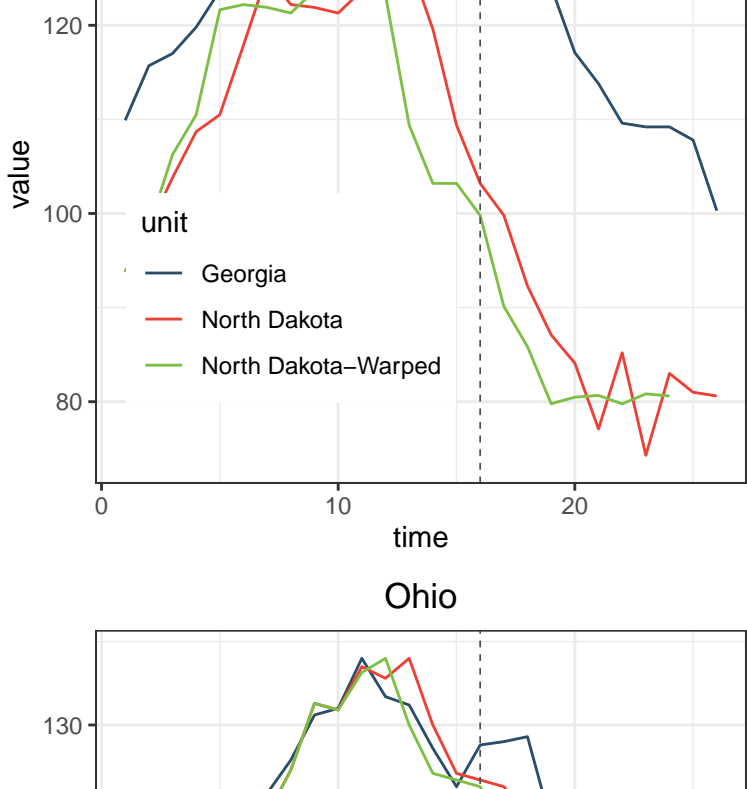 120
value
100
unit
Georgia
North Dakota
North Dakota−Warped
80
0 10 20
time
Ohio
130